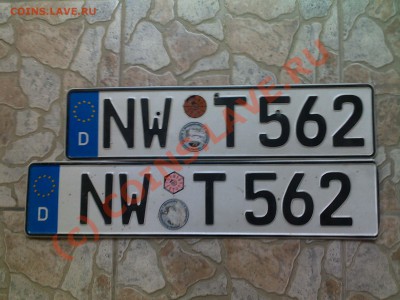 COINS.LAVE.RU
D NW T 562
D NW T 562
(c) COINS.LAVE.RU